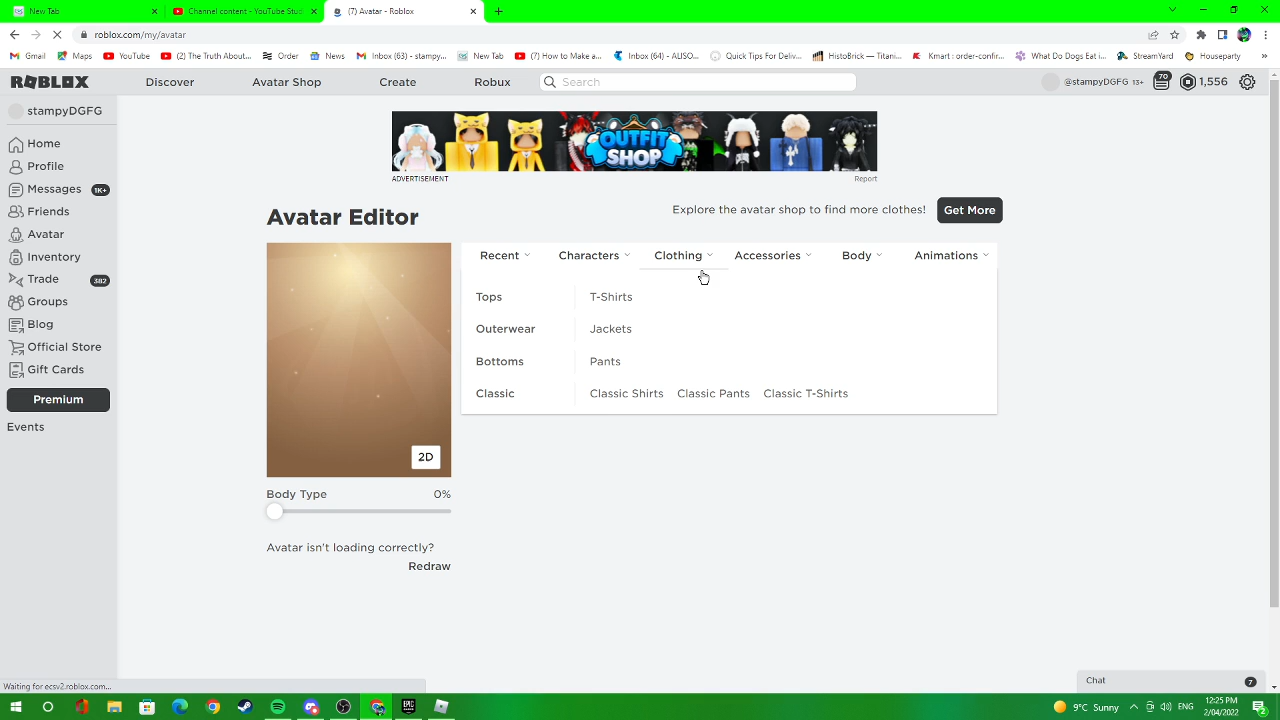 New Tab
Channel content - YouTube Studi
(7) Avatar - Roblox
roblox.com/my/avatar
Gmail
Maps
YouTube
(2) The Truth About...
Order
News
Inbox (63) - stampy...
New Tab
(7) How to Make a...
Inbox (64) - ALISO...
Quick Tips For Deliv...
HistoBrick — Titani...
Kmart : order-confir...
What Do Dogs Eat i...
StreamYard
Houseparty
»
ROBLOX
Discover
Avatar Shop
Create
Robux
Search
@stampyDGFG 13+
70
1,556
stampyDGFG
Home
Profile
Messages 1K+
Friends
Avatar
Inventory
Trade 382
Groups
Blog
Official Store
Gift Cards
Premium
Events
OUTFIT
SHOP
ADVERTISEMENT
Report
Avatar Editor
Explore the avatar shop to find more clothes!
Get More
Recent
Characters
Clothing
Accessories
Body
Animations
Tops
T-Shirts
Outerwear
Jackets
Bottoms
Pants
Classic
Classic Shirts
Classic Pants
Classic T-Shirts
2D
Body Type 0%
Avatar isn't loading correctly?
Redraw
Waiting for ecsv2.roblox.com...
Chat
7
EPIC
9°C Sunny
ENG
12:25 PM
2/04/2022
2